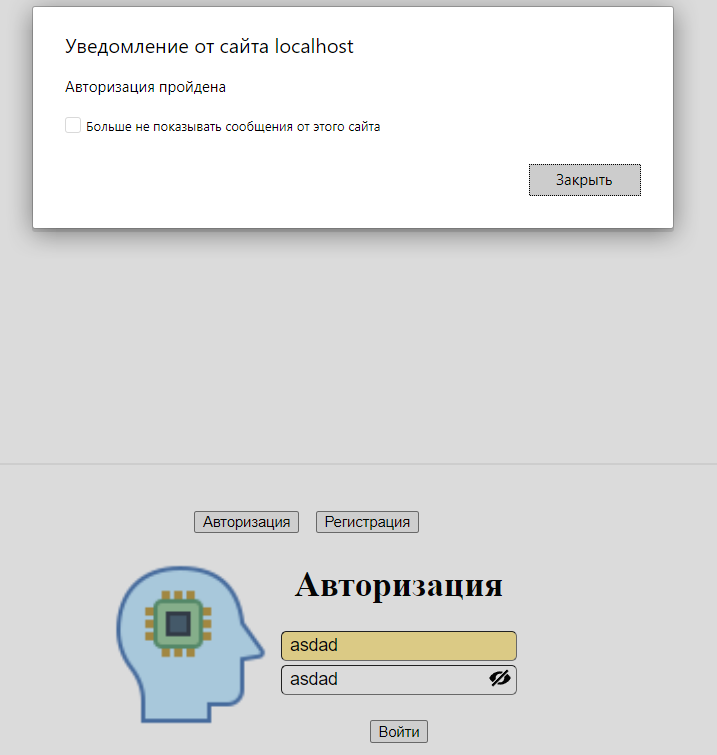 Уведомление от сайта localhost
Авторизация пройдена
Больше не показывать сообщения от этого сайта
Закрыть
Авторизация Регистрация
Авторизация
asdad
asdad
Войти